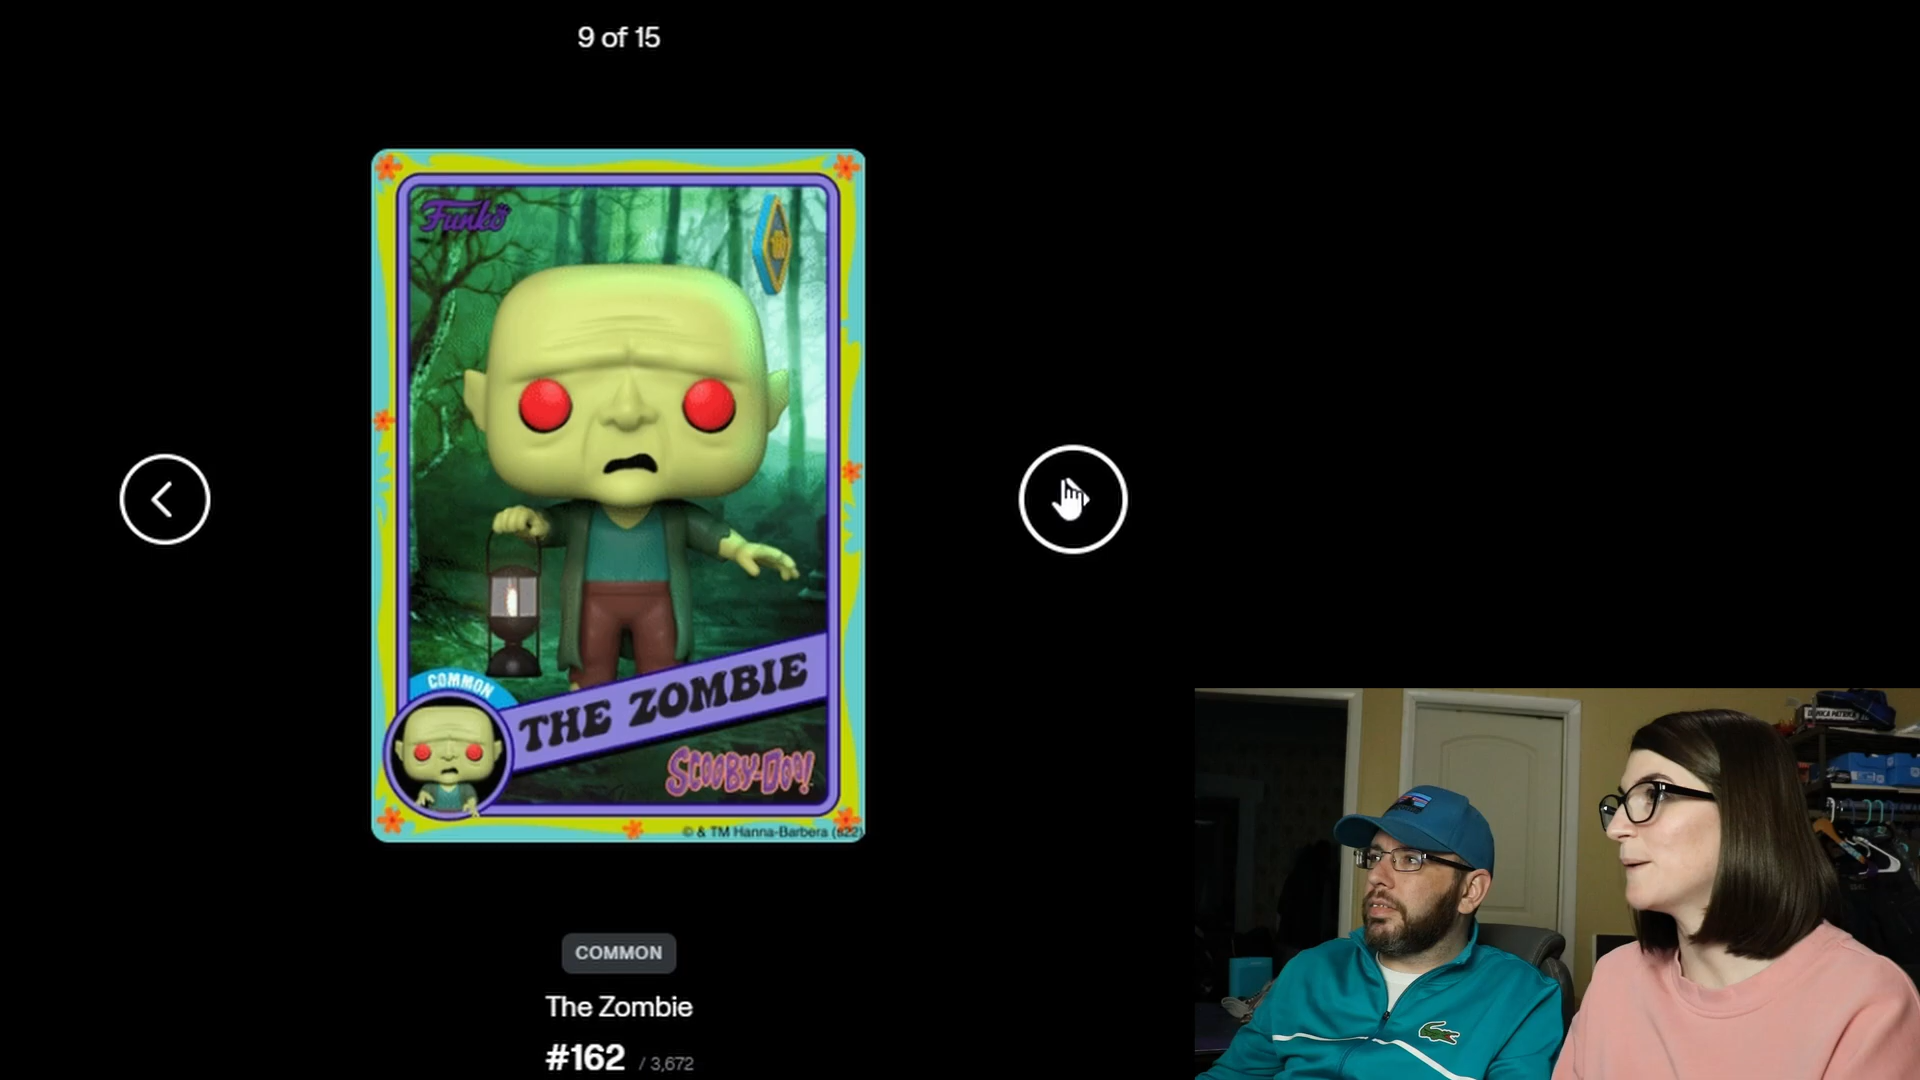 9 of 15
Funko
COMMON
THE ZOMBIE
SCOOBY-DOO!
© & TM Hanna-Barbera (s22)
COMMON
The Zombie
#162 / 3,672